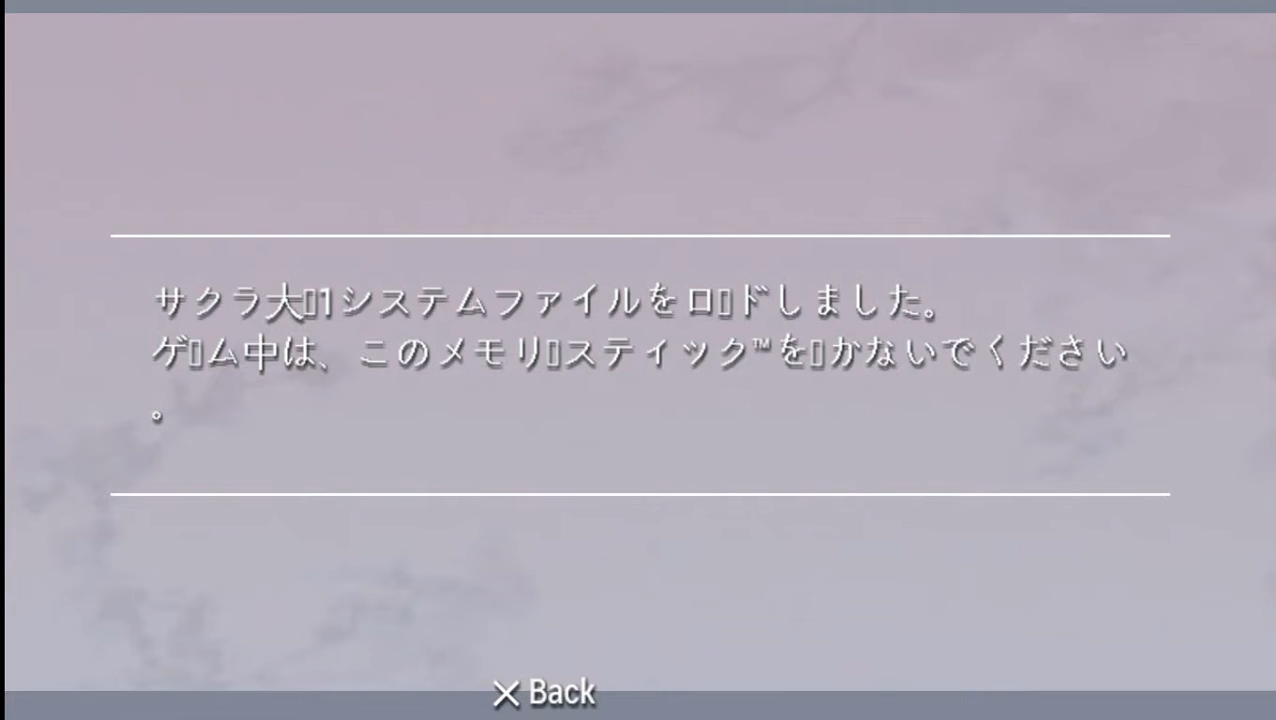 サクラ大▯1システムファイルをロ▯ドしました。
ゲ▯ム中は、このメモリ▯スティック™を▯かないでください
。
✕ Back